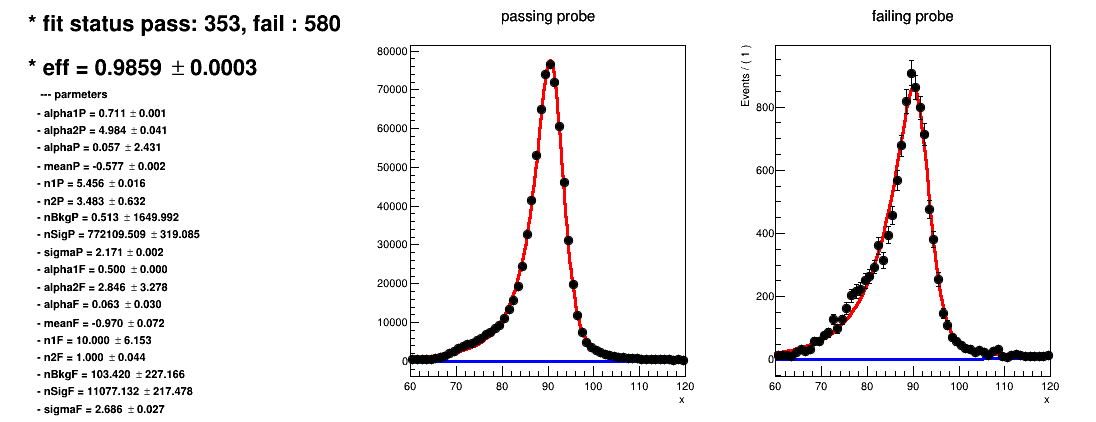 * fit status pass: 353, fail : 580
* eff = 0.9859 ± 0.0003
--- parmeters
- alpha1P = 0.711 ± 0.001
- alpha2P = 4.984 ± 0.041
- alphaP = 0.057 ± 2.431
- meanP = -0.577 ± 0.002
- n1P = 5.456 ± 0.016
- n2P = 3.483 ± 0.632
- nBkgP = 0.513 ± 1649.992
- nSigP = 772109.509 ± 319.085
- sigmaP = 2.171 ± 0.002
- alpha1F = 0.500 ± 0.000
- alpha2F = 2.846 ± 3.278
- alphaF = 0.063 ± 0.030
- meanF = -0.970 ± 0.072
- n1F = 10.000 ± 6.153
- n2F = 1.000 ± 0.044
- nBkgF = 103.420 ± 227.166
- nSigF = 11077.132 ± 217.478
- sigmaF = 2.686 ± 0.027
passing probe
80000
70000
60000
50000
40000
30000
20000
10000
0
60 70 80 90 100 110 120
x
failing probe
Events / ( 1 )
800
600
400
200
0
60 70 80 90 100 110 120
x